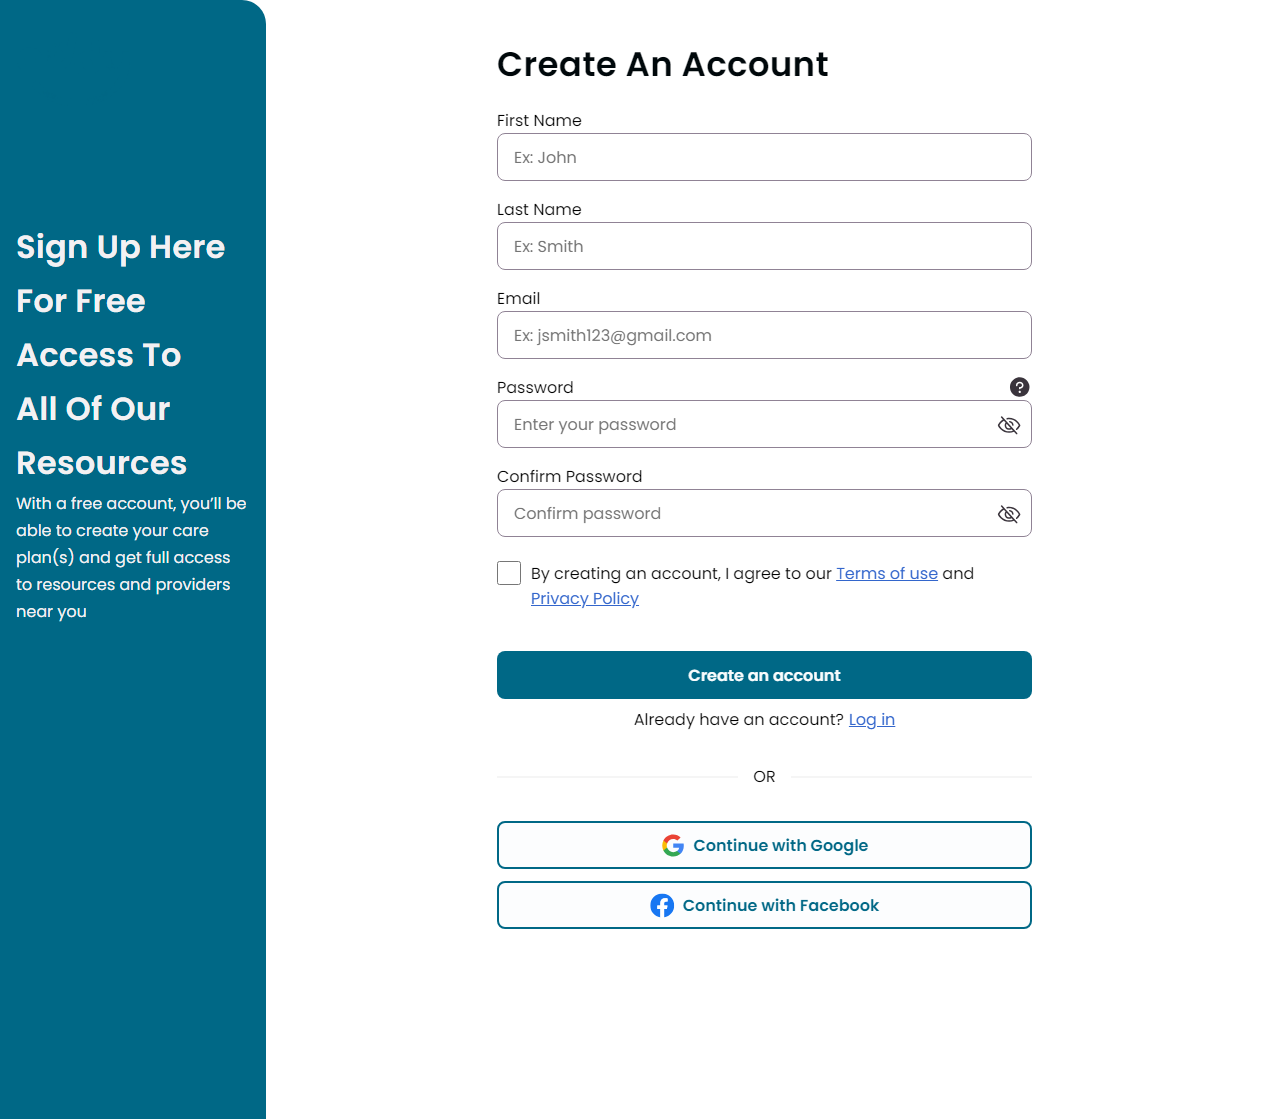 Sign Up Here
For Free
Access To
All Of Our
Resources
With a free account, you’ll be
able to create your care
plan(s) and get full access
to resources and providers
near you
Create An Account
First Name
Ex: John
Last Name
Ex: Smith
Email
Ex: jsmith123@gmail.com
Password
Enter your password
Confirm Password
Confirm password
By creating an account, I agree to our Terms of use and
Privacy Policy
Create an account
Already have an account? Log in
OR
Continue with Google
Continue with Facebook